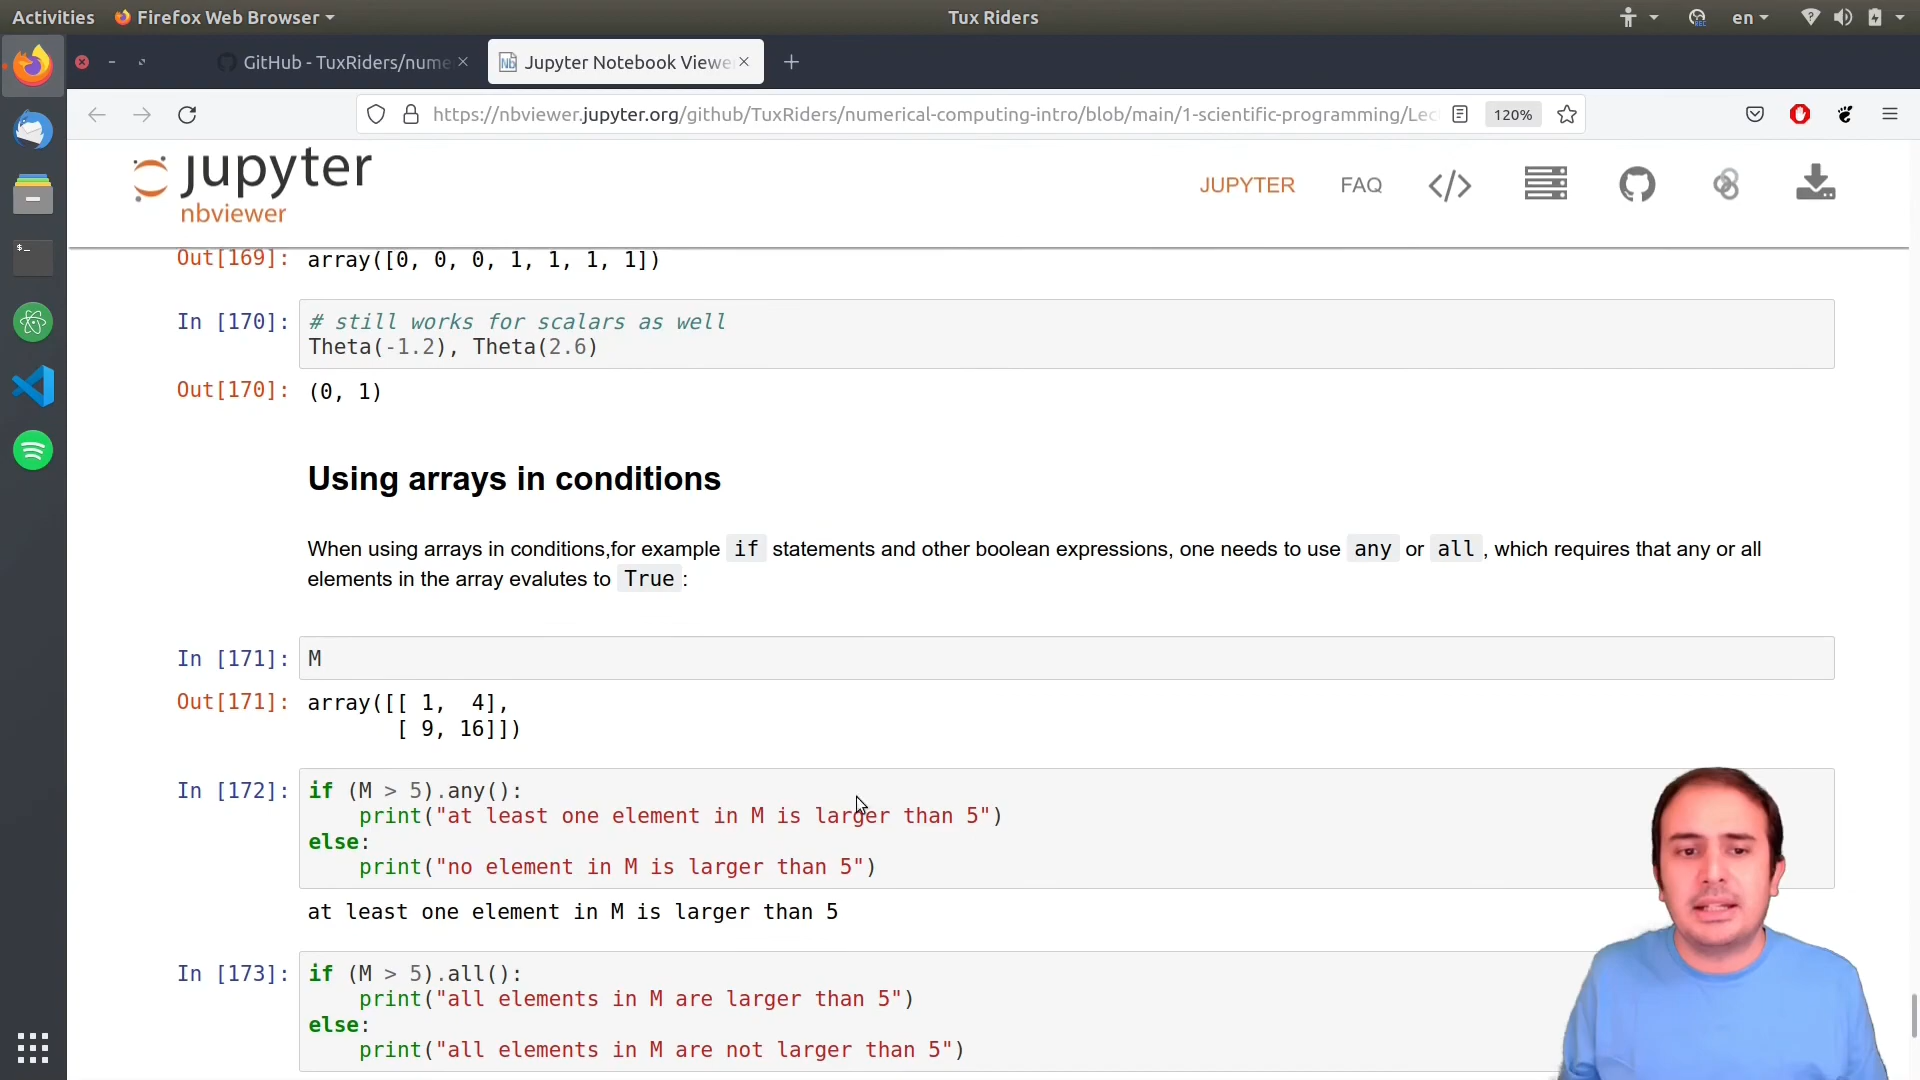 Activities Firefox Web Browser Tux Riders en
GitHub - TuxRiders/nume Jupyter Notebook Viewe
https://nbviewer.jupyter.org/github/TuxRiders/numerical-computing-intro/blob/main/1-scientific-programming/Lec 120%
jupyter
nbviewer
JUPYTER FAQ
Out[169]: array([0, 0, 0, 1, 1, 1, 1])
In [170]: # still works for scalars as well
Theta(-1.2), Theta(2.6)
Out[170]: (0, 1)
Using arrays in conditions
When using arrays in conditions,for example if statements and other boolean expressions, one needs to use any or all , which requires that any or all
elements in the array evalutes to True :
In [171]: M
Out[171]: array([[ 1,  4],
       [ 9, 16]])
In [172]: if (M > 5).any():
    print("at least one element in M is larger than 5")
else:
    print("no element in M is larger than 5")
at least one element in M is larger than 5
In [173]: if (M > 5).all():
    print("all elements in M are larger than 5")
else:
    print("all elements in M are not larger than 5")